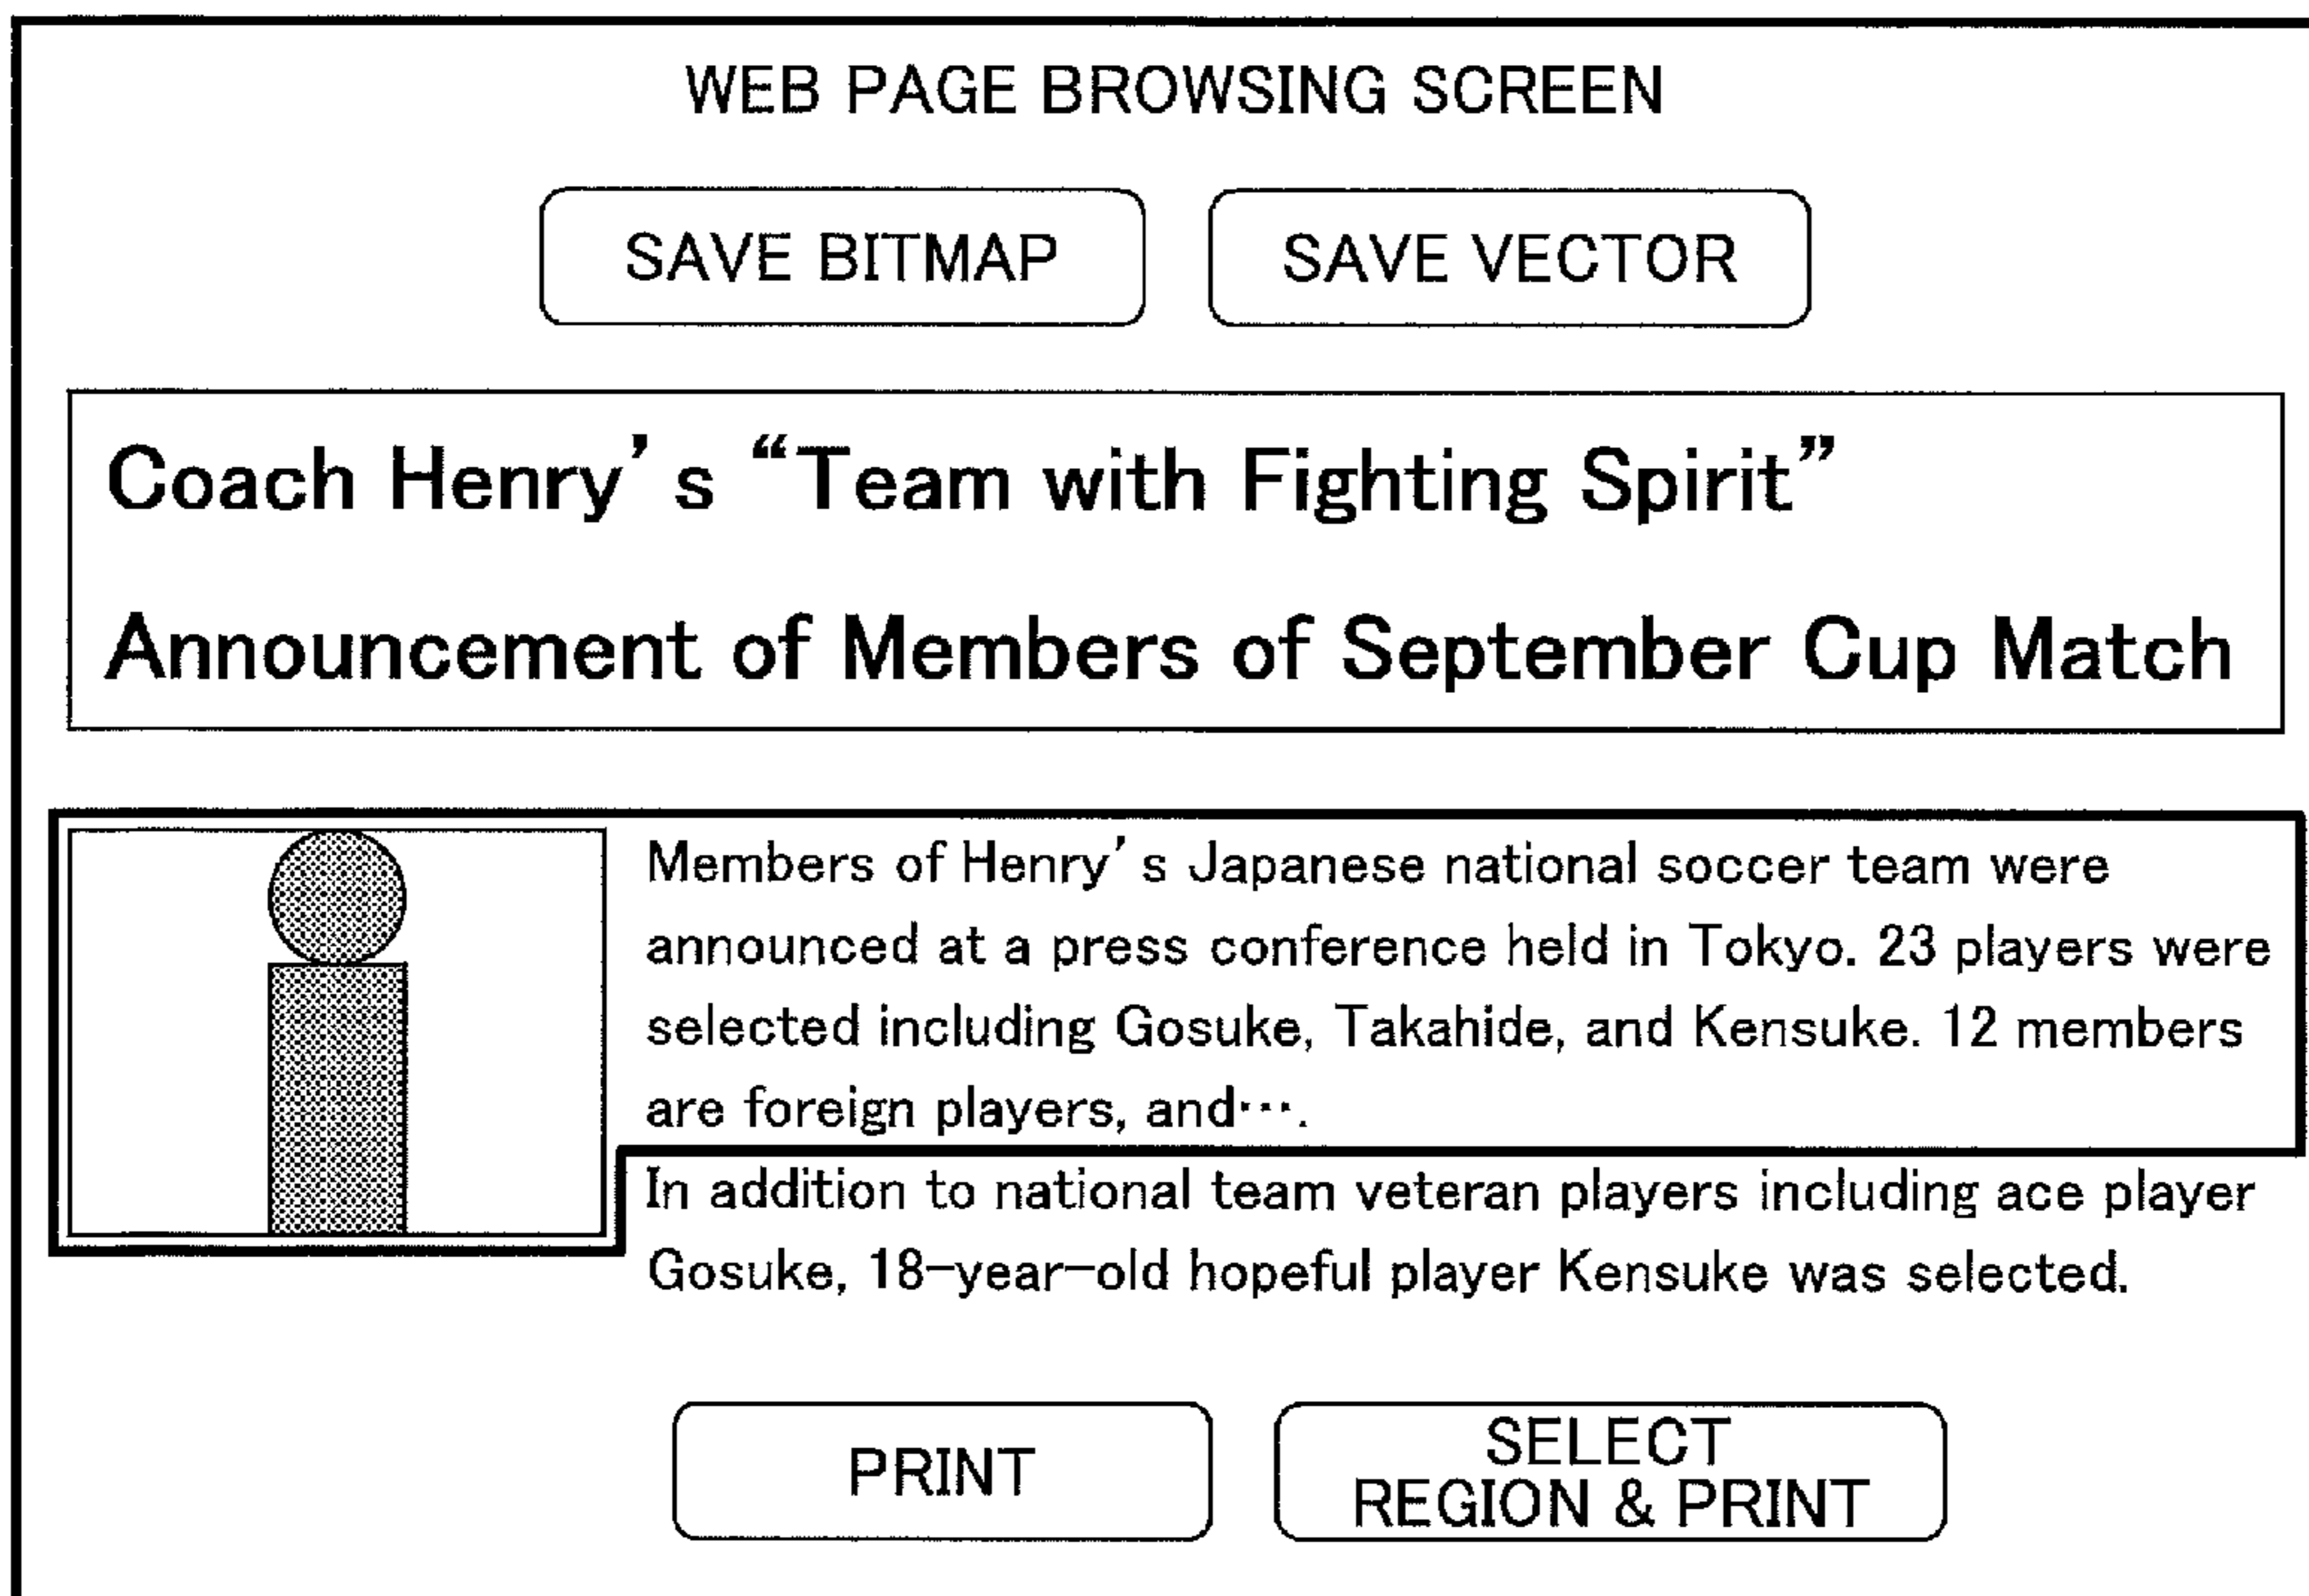 WEB PAGE BROWSING SCREEN
SAVE BITMAP
SAVE VECTOR
Coach Henry's “Team with Fighting Spirit”
Announcement of Members of September Cup Match
Members of Henry's Japanese national soccer team were
announced at a press conference held in Tokyo. 23 players were
selected including Gosuke, Takahide, and Kensuke. 12 members
are foreign players, and….
In addition to national team veteran players including ace player
Gosuke, 18-year-old hopeful player Kensuke was selected.
PRINT
SELECT
REGION & PRINT